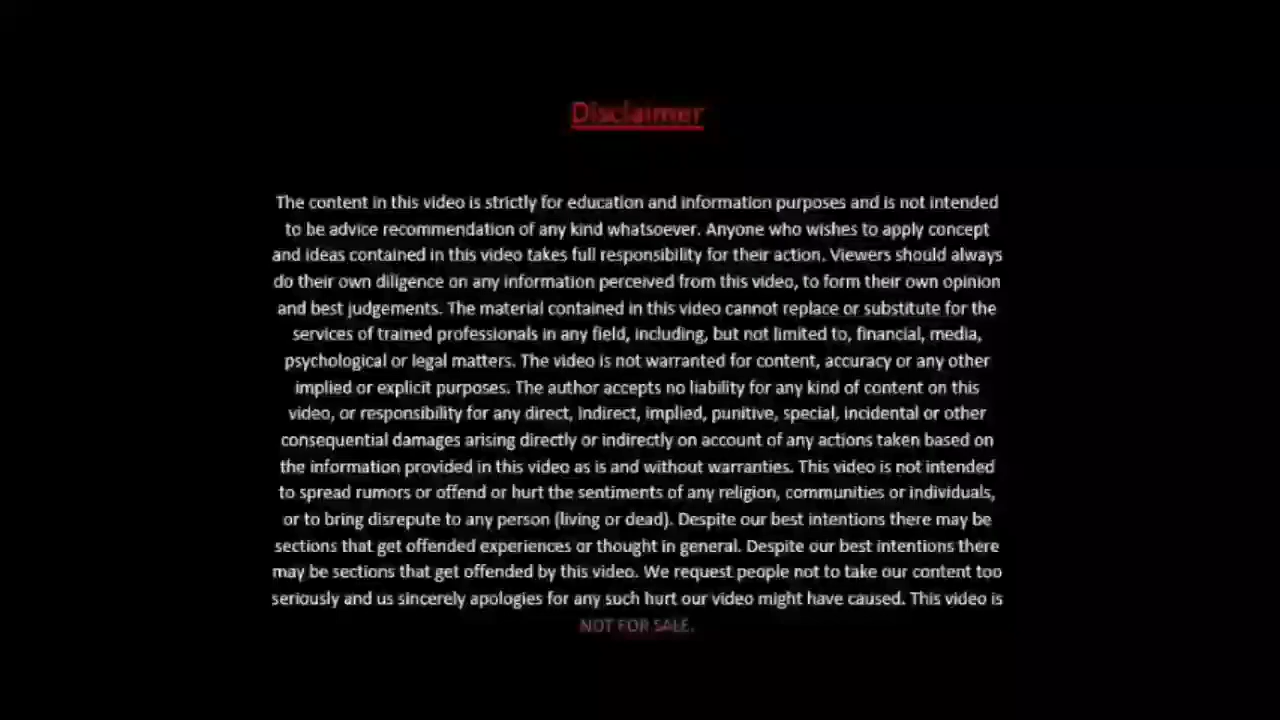 Disclaimer
The content in this video is strictly for education and information purposes and is not intended
to be advice recommendation of any kind whatsoever. Anyone who wishes to apply concept
and ideas contained in this video takes full responsibility for their action. Viewers should always
do their own diligence on any information perceived from this video, to form their own opinion
and best judgements. The material contained in this video cannot replace or substitute for the
services of trained professionals in any field, including, but not limited to, financial, media,
psychological or legal matters. The video is not warranted for content, accuracy or any other
implied or explicit purposes. The author accepts no liability for any kind of content on this
video, or responsibility for any direct, indirect, implied, punitive, special, incidental or other
consequential damages arising directly or indirectly on account of any actions taken based on
the information provided in this video as is and without warranties. This video is not intended
to spread rumors or offend or hurt the sentiments of any religion, communities or individuals,
or to bring disrepute to any person (living or dead). Despite our best intentions there may be
sections that get offended experiences or thought in general. Despite our best intentions there
may be sections that get offended by this video. We request people not to take our content too
seriously and us sincerely apologies for any such hurt our video might have caused. This video is
NOT FOR SALE.